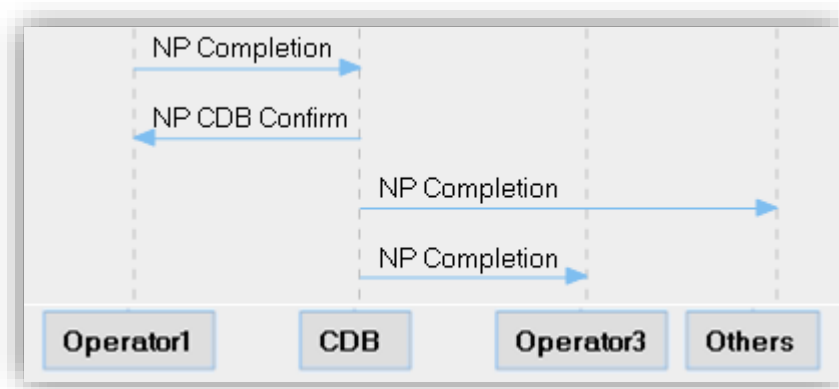 NP Completion
NP CDB Confirm
NP Completion
NP Completion
Operator1 CDB Operator3 Others